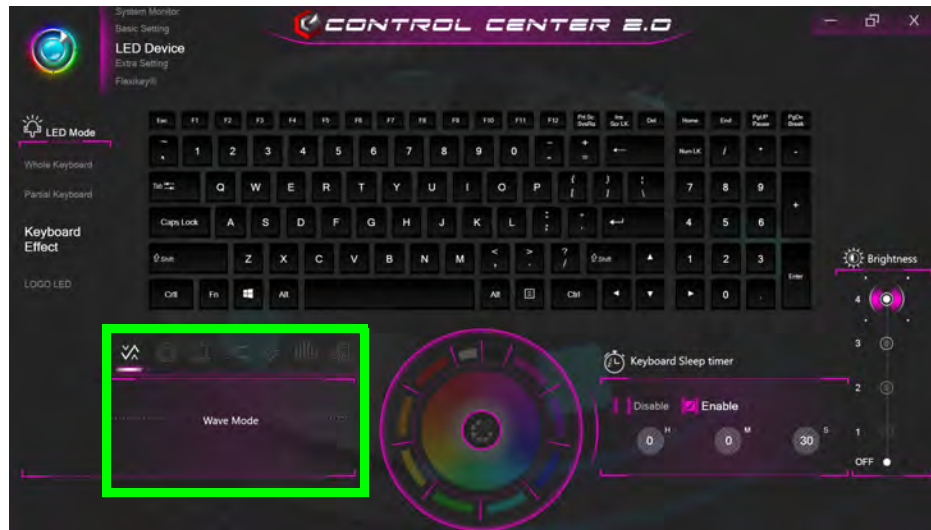 System Monitor
Basic Setting
LED Device
Extra Setting
Flexikey®
CONTROL CENTER 2.0
LED Mode
Whole Keyboard
Partial Keyboard
Keyboard
Effect
LOGO LED
Esc F1 F2 F3 F4 F5 F6 F7 F8 F9 F10 F11 F12 Prt Sc SysRq Ins Scr LK Del Home End PgUP Pause PgDn Break
~ ` 1 2 3 4 5 6 7 8 9 0 - + = ← Num LK / * -
Tab Q W E R T Y U I O P { [ } ] \ 7 8 9 +
Caps Lock A S D F G H J K L : ; 4 5 6
Shift Z X C V B N M < , > . ? / Shift ▲ 1 2 3 Enter
Fn Alt Alt Ctrl ◄ ▼ ► 0 .
Brightness
4
3
2
1
OFF
Wave Mode
Keyboard Sleep timer
Disable Enable
0 H 0 M 30 S